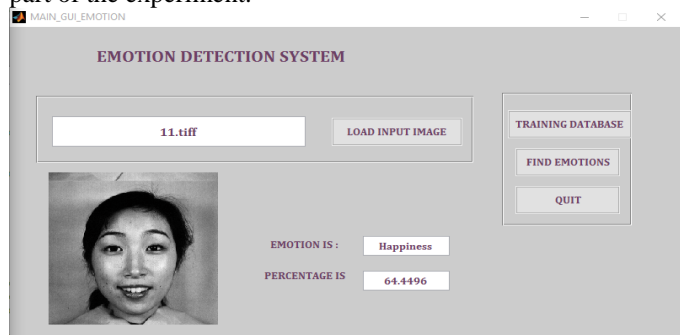 part of the experiment.
MAIN_GUI_EMOTION
EMOTION DETECTION SYSTEM
11.tiff
LOAD INPUT IMAGE
TRAINING DATABASE
FIND EMOTIONS
QUIT
EMOTION IS :
Happiness
PERCENTAGE IS
64.4496